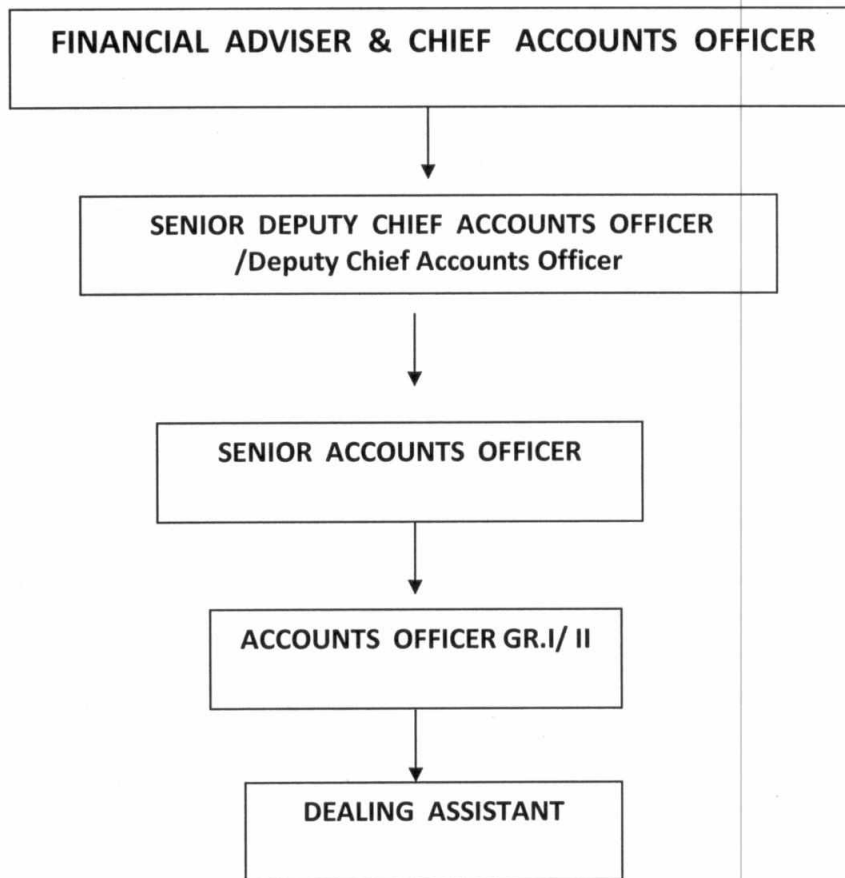 FINANCIAL ADVISER & CHIEF ACCOUNTS OFFICER
SENIOR DEPUTY CHIEF ACCOUNTS OFFICER
/Deputy Chief Accounts Officer
SENIOR ACCOUNTS OFFICER
ACCOUNTS OFFICER GR.I/ II
DEALING ASSISTANT